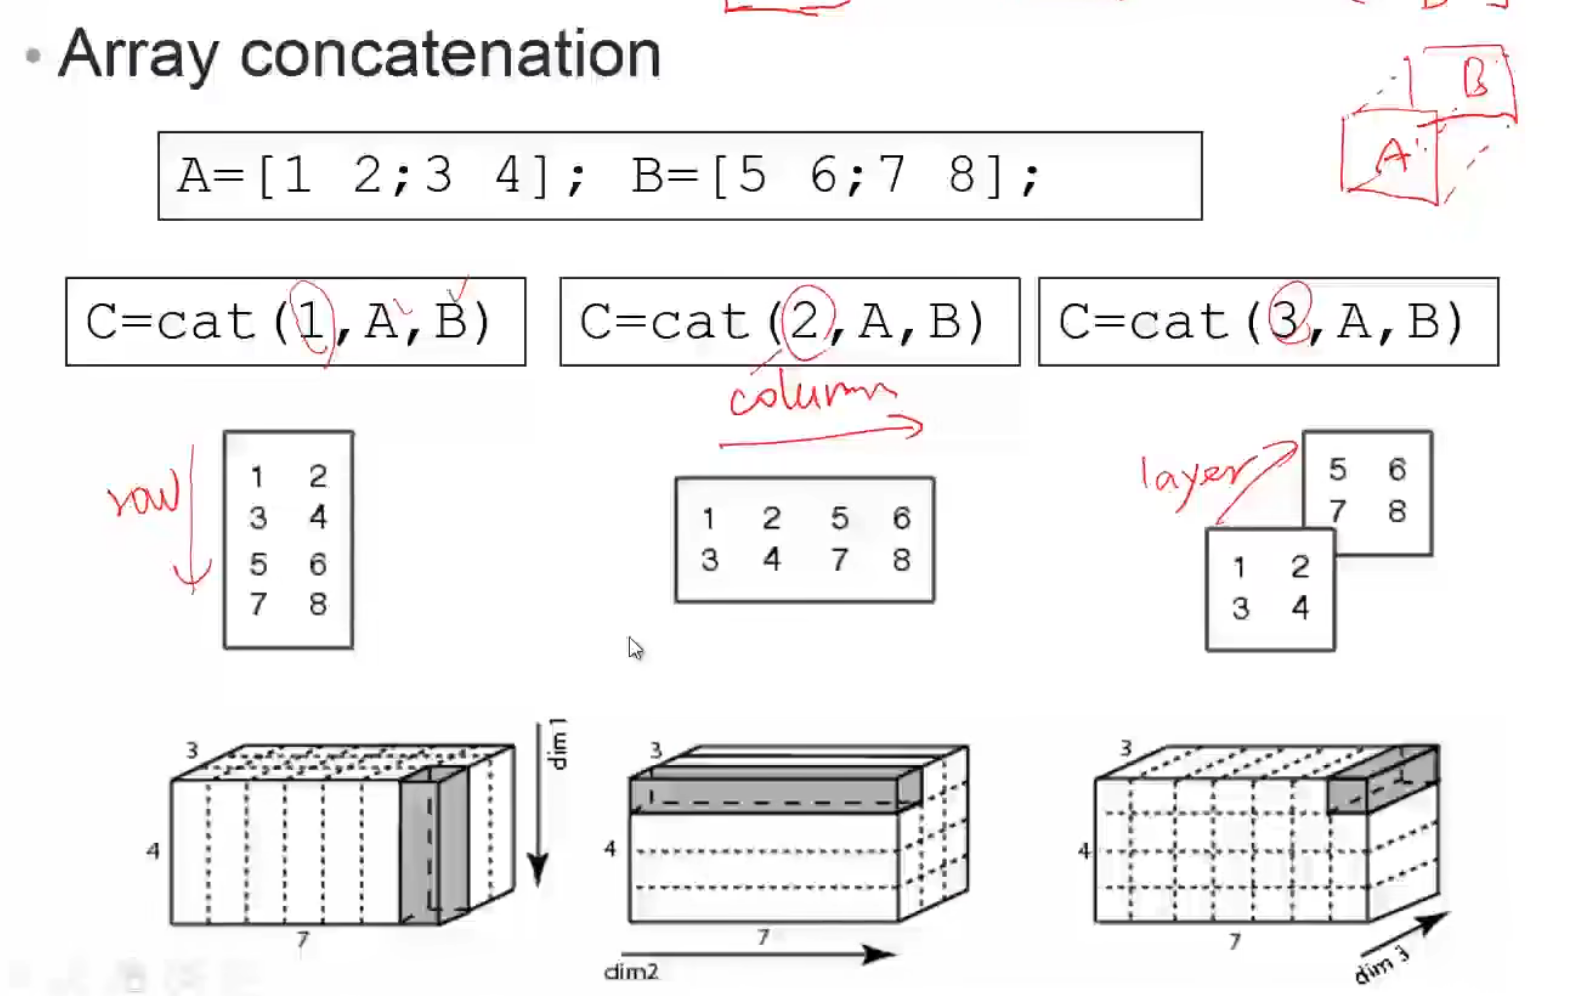 • Array concatenation
B
A
A=[1 2;3 4]; B=[5 6;7 8];
C=cat(1,A,B)
C=cat(2,A,B)
C=cat(3,A,B)
column
row
layer
1 2
3 4
5 6
7 8
1 2 5 6
3 4 7 8
5 6
7 8
1 2
3 4
3
4
7
dim 1
3
4
7
dim2
3
4
7
dim 3